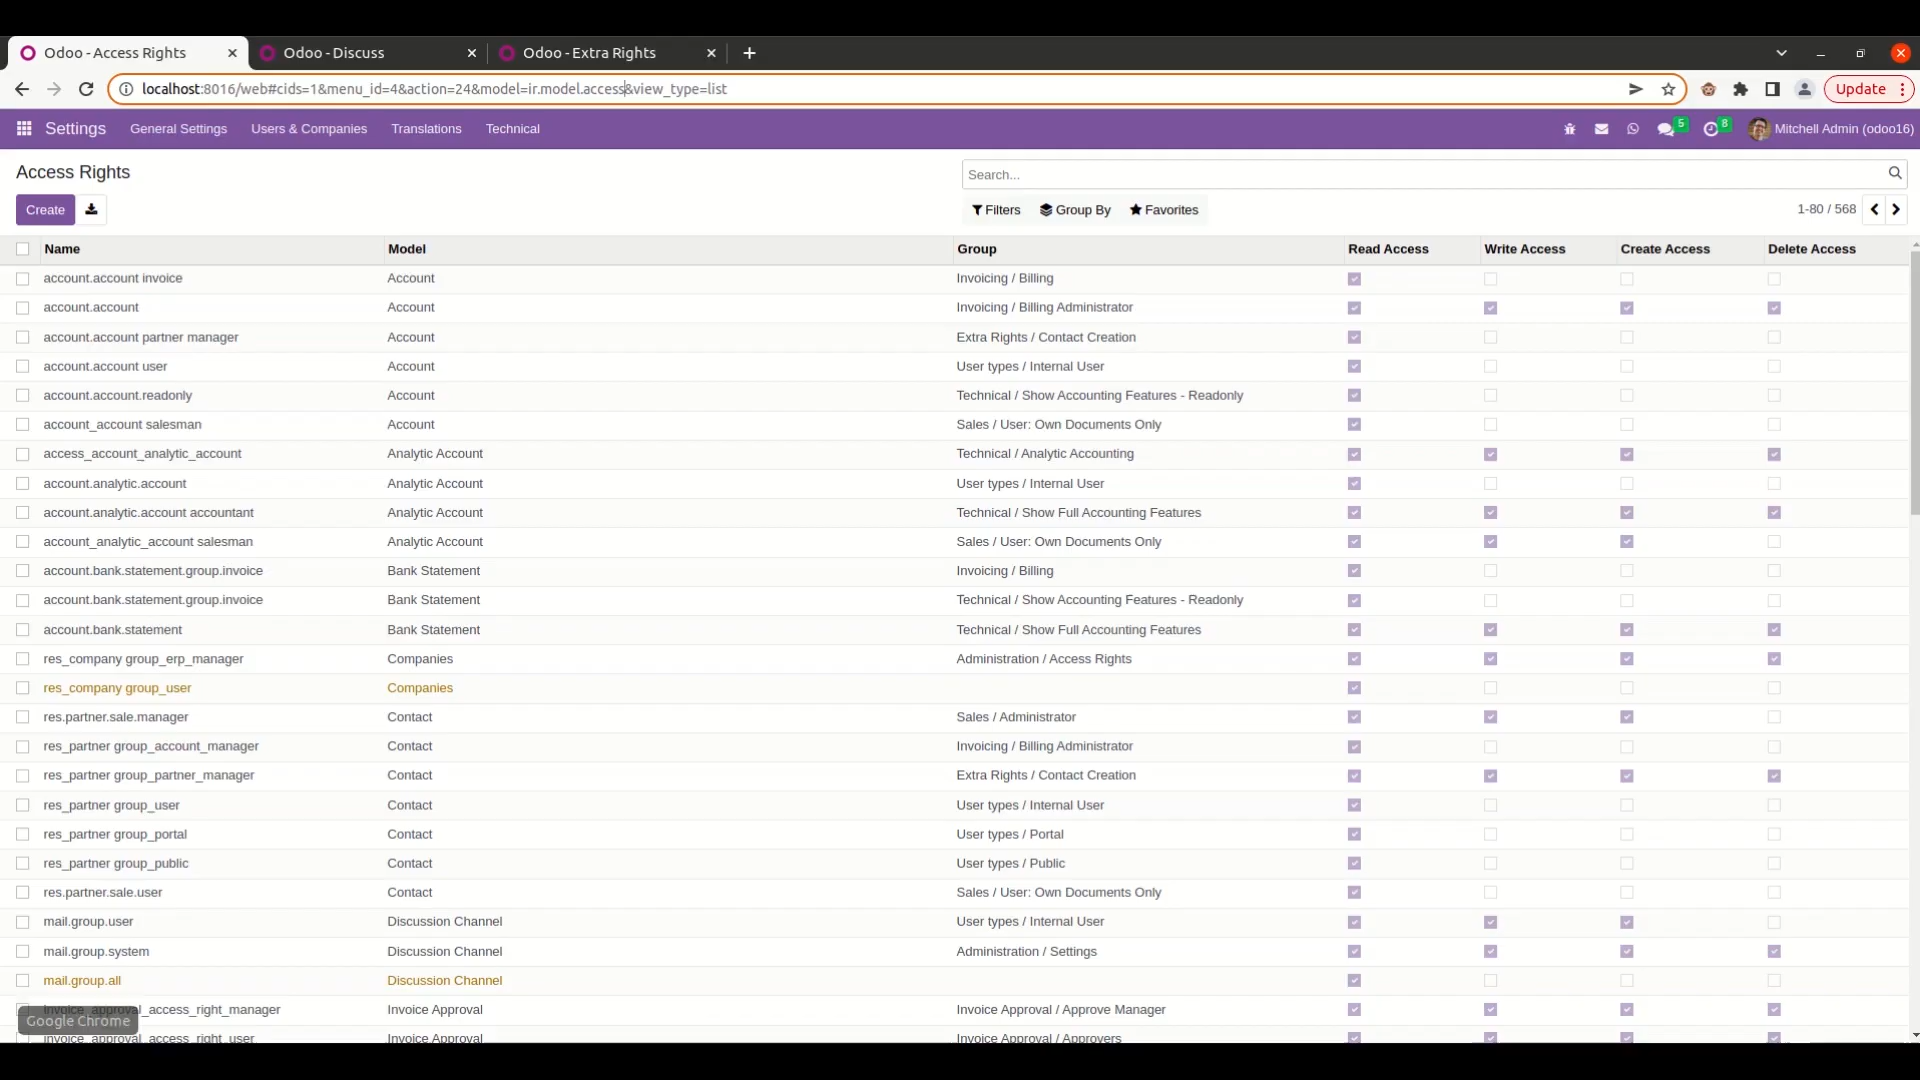 Odoo - Access Rights
Odoo - Discuss
Odoo - Extra Rights
localhost:8016/web#cids=1&menu_id=4&action=24&model=ir.model.access&view_type=list
Update
Settings General Settings Users & Companies Translations Technical 5 8 Mitchell Admin (odoo16)
Access Rights
Search...
Create
Filters Group By Favorites 1-80 / 568
Name Model Group Read Access Write Access Create Access Delete Access
account.account invoice Account Invoicing / Billing
account.account Account Invoicing / Billing Administrator
account.account partner manager Account Extra Rights / Contact Creation
account.account user Account User types / Internal User
account.account.readonly Account Technical / Show Accounting Features - Readonly
account_account salesman Account Sales / User: Own Documents Only
access_account_analytic_account Analytic Account Technical / Analytic Accounting
account.analytic.account Analytic Account User types / Internal User
account.analytic.account accountant Analytic Account Technical / Show Full Accounting Features
account_analytic_account salesman Analytic Account Sales / User: Own Documents Only
account.bank.statement.group.invoice Bank Statement Invoicing / Billing
account.bank.statement.group.invoice Bank Statement Technical / Show Accounting Features - Readonly
account.bank.statement Bank Statement Technical / Show Full Accounting Features
res_company group_erp_manager Companies Administration / Access Rights
res_company group_user Companies
res.partner.sale.manager Contact Sales / Administrator
res_partner group_account_manager Contact Invoicing / Billing Administrator
res_partner group_partner_manager Contact Extra Rights / Contact Creation
res_partner group_user Contact User types / Internal User
res_partner group_portal Contact User types / Portal
res_partner group_public Contact User types / Public
res.partner.sale.user Contact Sales / User: Own Documents Only
mail.group.user Discussion Channel User types / Internal User
mail.group.system Discussion Channel Administration / Settings
mail.group.all Discussion Channel
invoice_approval_access_right_manager Invoice Approval Invoice Approval / Approve Manager
Google Chrome
invoice_approval_access_right_user Invoice Approval Invoice Approval / Approvers